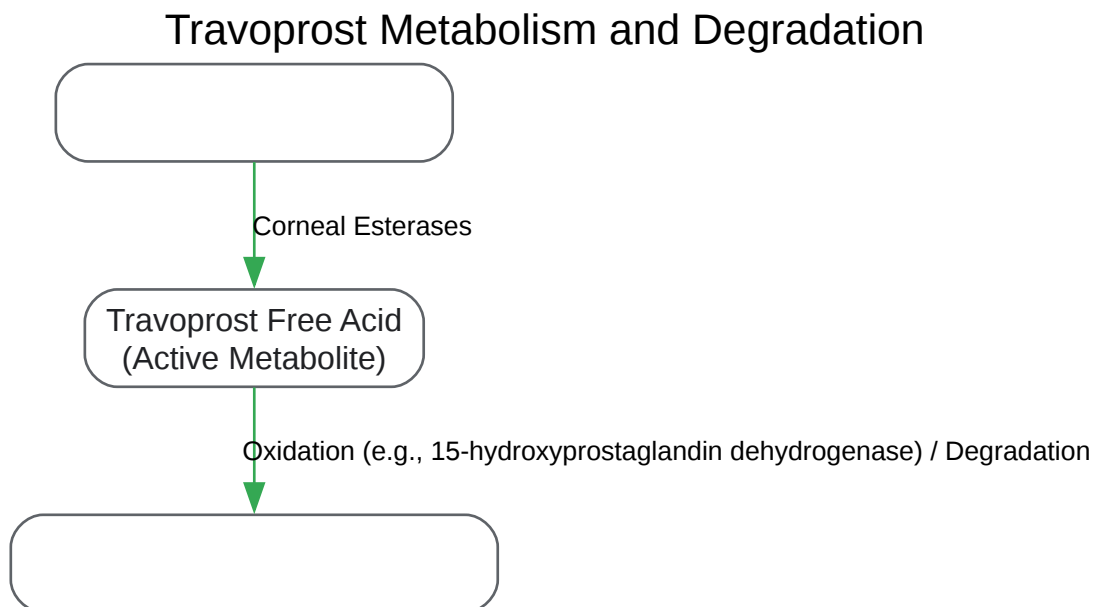 Travoprost Metabolism and Degradation
Corneal Esterases
Travoprost Free Acid
(Active Metabolite)
Oxidation (e.g., 15-hydroxyprostaglandin dehydrogenase) / Degradation